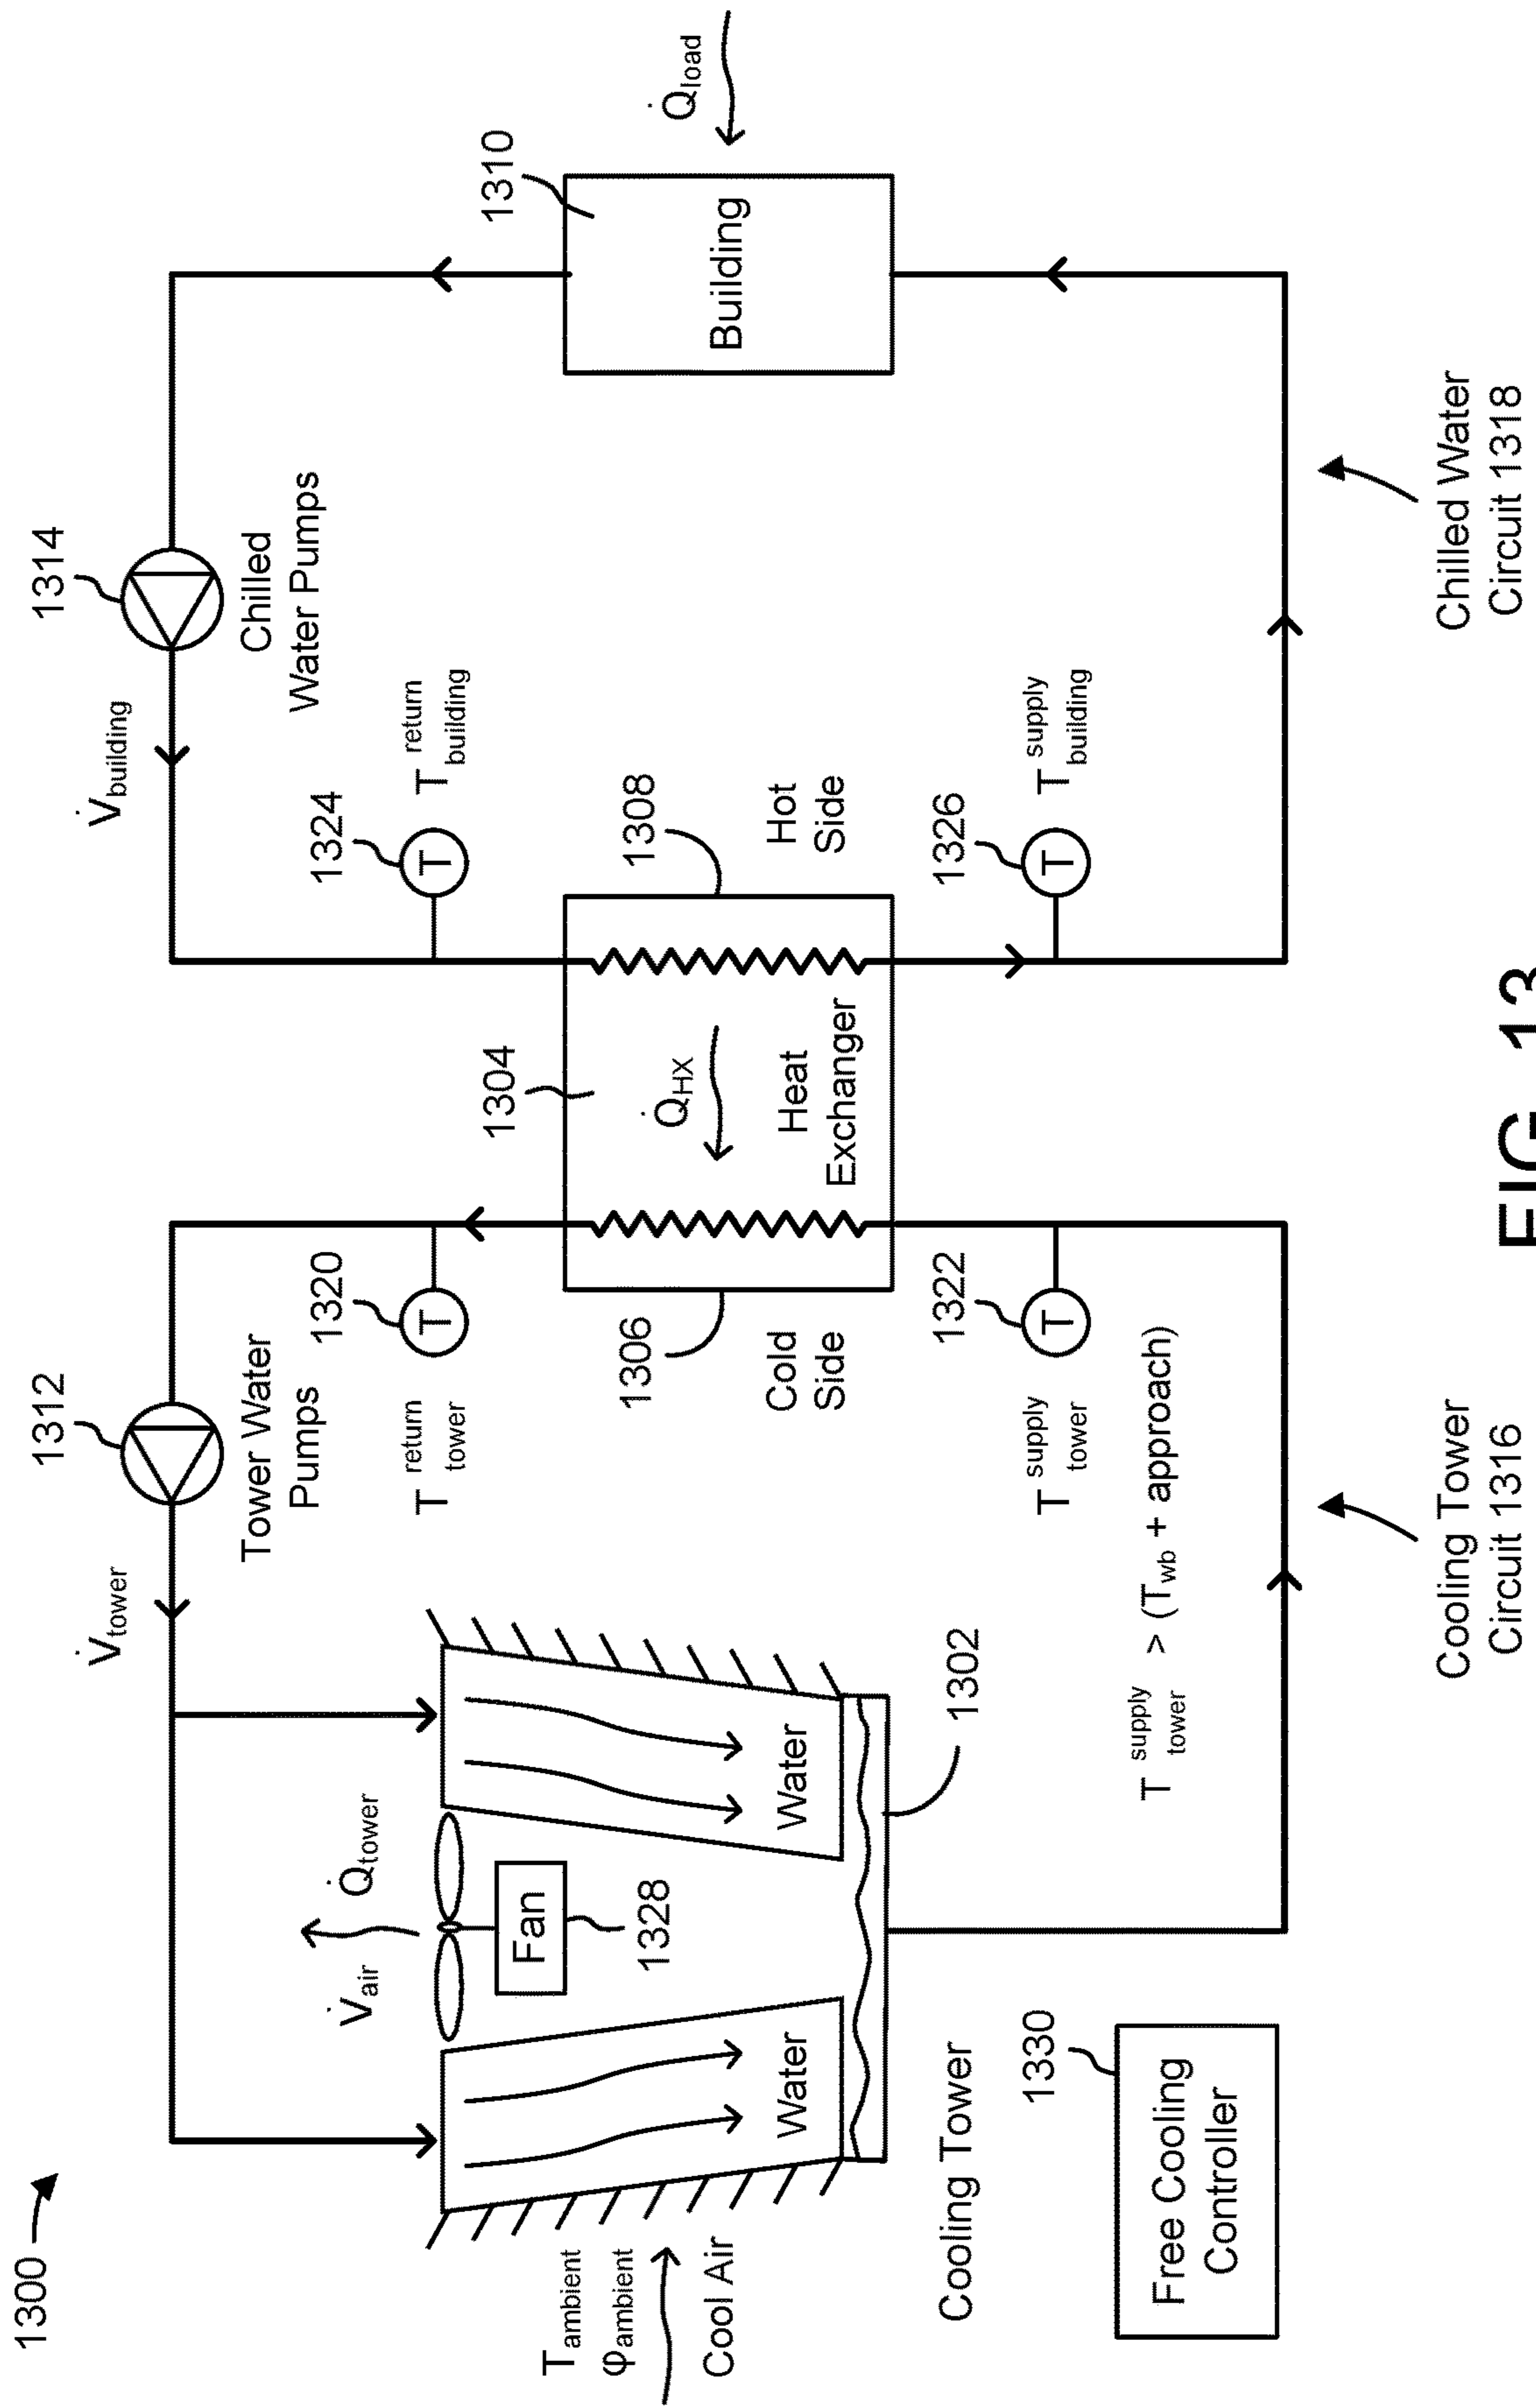 1300
1312
1314
V̇tower
V̇building
Tower Water
Pumps
Chilled
Water Pumps
V̇air
Q̇tower
1320
1324
T
T
T return tower
T return building
Fan
1328
1304
1310
Tambient
φambient
Cool Air
Water
Water
1306
1308
Q̇HX
Q̇load
Cold
Side
Heat
Exchanger
Hot
Side
Building
Cooling Tower
1302
1322
1326
T
T
T supply tower
T supply building
1330
Free Cooling
Controller
T supply tower > (Twb + approach)
Cooling Tower
Circuit 1316
Chilled Water
Circuit 1318
FIG. 13